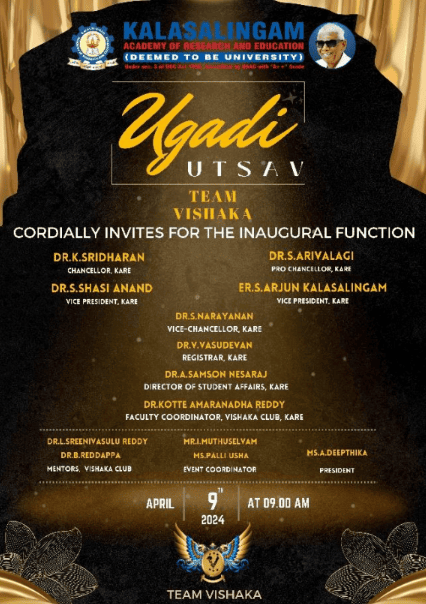 KALASALINGAM
ACADEMY OF RESEARCH AND EDUCATION
(DEEMED TO BE UNIVERSITY)
Ugadi
UTSAV
TEAM
VISHAKA
CORDIALLY INVITES FOR THE INAUGURAL FUNCTION
DR.K.SRIDHARAN
CHANCELLOR, KARE
DR.S.ARIVALAGI
PRO CHANCELLOR, KARE
DR.S.SHASI ANAND
VICE PRESIDENT, KARE
ER.S.ARJUN KALASALINGAM
VICE PRESIDENT, KARE
DR.S.NARAYANAN
VICE-CHANCELLOR, KARE
DR.V.VASUDEVAN
REGISTRAR, KARE
DR.A.SAMSON NESARAJ
DIRECTOR OF STUDENT AFFAIRS, KARE
DR.KOTTE AMARANADHA REDDY
FACULTY COORDINATOR, VISHAKA CLUB, KARE
DR.L.SREENIVASULU REDDY
DR.B.REDDAPPA
MENTORS, VISHAKA CLUB
MR.I.MUTHUSELVAM
MS.PALLI USHA
EVENT COORDINATOR
MS.A.DEEPTHIKA
PRESIDENT
APRIL 9TH 2024 AT 09.00 AM
TEAM VISHAKA